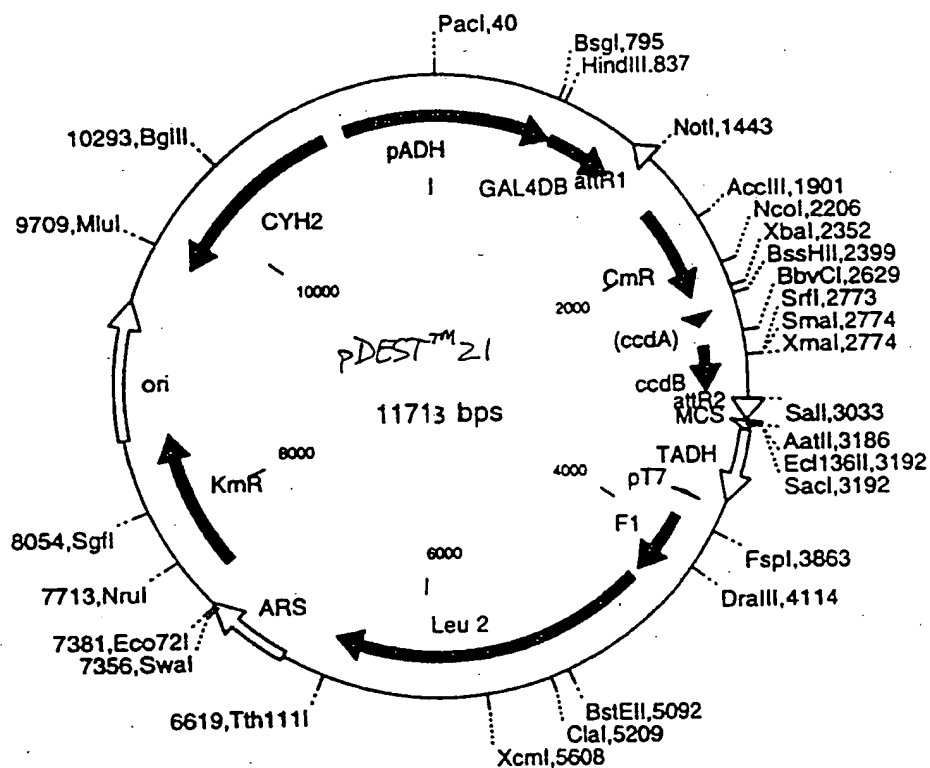 PacI,40
BsgI,795
HindIII.837
NotI,1443
10293,BglII
pADH
GAL4DB
attR1
AccIII,1901
NcoI,2206
XbaI,2352
BssHII,2399
BbvCI,2629
SrfI,2773
SmaI,2774
XmaI,2774
9709,MluI
CYH2
10000
2000
CmR
(ccdA)
pDEST™21
11713 bps
ori
ccdB
attR2
MCS
SalI,3033
AatII,3186
Ecl136II,3192
SacI,3192
TADH
pT7
8000
4000
KmR
F1
8054,SgfI
FspI,3863
7713,NruI
6000
DraIII,4114
ARS
Leu 2
7381,Eco72I
7356,SwaI
6619,Tth111I
BstEII,5092
ClaI,5209
XcmI,5608